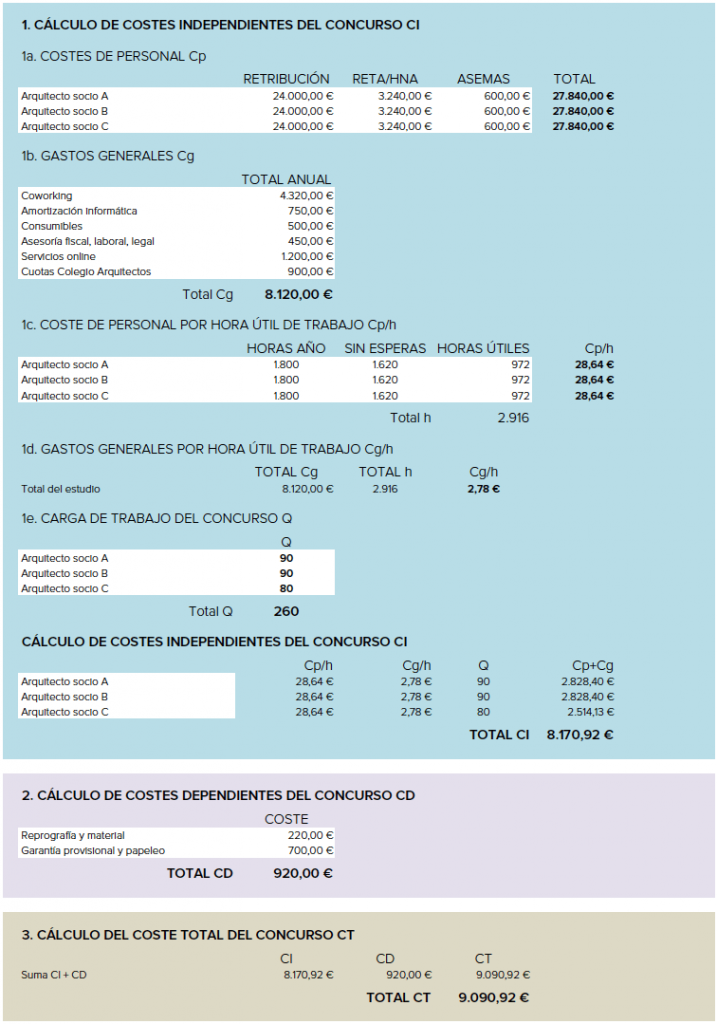 1. CÁLCULO DE COSTES INDEPENDIENTES DEL CONCURSO CI
1a. COSTES DE PERSONAL Cp
RETRIBUCIÓN RETA/HNA ASEMAS TOTAL
Arquitecto socio A 24.000,00 € 3.240,00 € 600,00 € 27.840,00 €
Arquitecto socio B 24.000,00 € 3.240,00 € 600,00 € 27.840,00 €
Arquitecto socio C 24.000,00 € 3.240,00 € 600,00 € 27.840,00 €
1b. GASTOS GENERALES Cg
TOTAL ANUAL
Coworking 4.320,00 €
Amortización informática 750,00 €
Consumibles 500,00 €
Asesoría fiscal, laboral, legal 450,00 €
Servicios online 1.200,00 €
Cuotas Colegio Arquitectos 900,00 €
Total Cg 8.120,00 €
1c. COSTE DE PERSONAL POR HORA ÚTIL DE TRABAJO Cp/h
HORAS AÑO SIN ESPERAS HORAS ÚTILES Cp/h
Arquitecto socio A 1.800 1.620 972 28,64 €
Arquitecto socio B 1.800 1.620 972 28,64 €
Arquitecto socio C 1.800 1.620 972 28,64 €
Total h 2.916
1d. GASTOS GENERALES POR HORA ÚTIL DE TRABAJO Cg/h
TOTAL Cg TOTAL h Cg/h
Total del estudio 8.120,00 € 2.916 2,78 €
1e. CARGA DE TRABAJO DEL CONCURSO Q
Q
Arquitecto socio A 90
Arquitecto socio B 90
Arquitecto socio C 80
Total Q 260
CÁLCULO DE COSTES INDEPENDIENTES DEL CONCURSO CI
Cp/h Cg/h Q Cp+Cg
Arquitecto socio A 28,64 € 2,78 € 90 2.828,40 €
Arquitecto socio B 28,64 € 2,78 € 90 2.828,40 €
Arquitecto socio C 28,64 € 2,78 € 80 2.514,13 €
TOTAL CI 8.170,92 €
2. CÁLCULO DE COSTES DEPENDIENTES DEL CONCURSO CD
COSTE
Reprografía y material 220,00 €
Garantía provisional y papeleo 700,00 €
TOTAL CD 920,00 €
3. CÁLCULO DEL COSTE TOTAL DEL CONCURSO CT
CI CD CT
Suma CI + CD 8.170,92 € 920,00 € 9.090,92 €
TOTAL CT 9.090,92 €